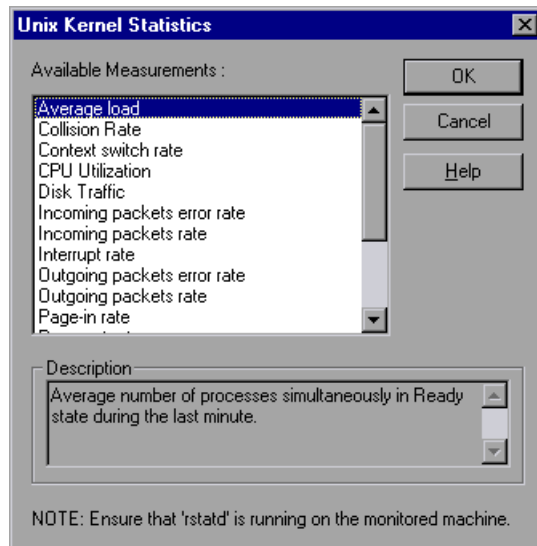 Unix Kernel Statistics
Available Measurements :
Average load
Collision Rate
Context switch rate
CPU Utilization
Disk Traffic
Incoming packets error rate
Incoming packets rate
Interrupt rate
Outgoing packets error rate
Outgoing packets rate
Page-in rate
OK
Cancel
Help
Description
Average number of processes simultaneously in Ready
state during the last minute.
NOTE: Ensure that 'rstatd' is running on the monitored machine.